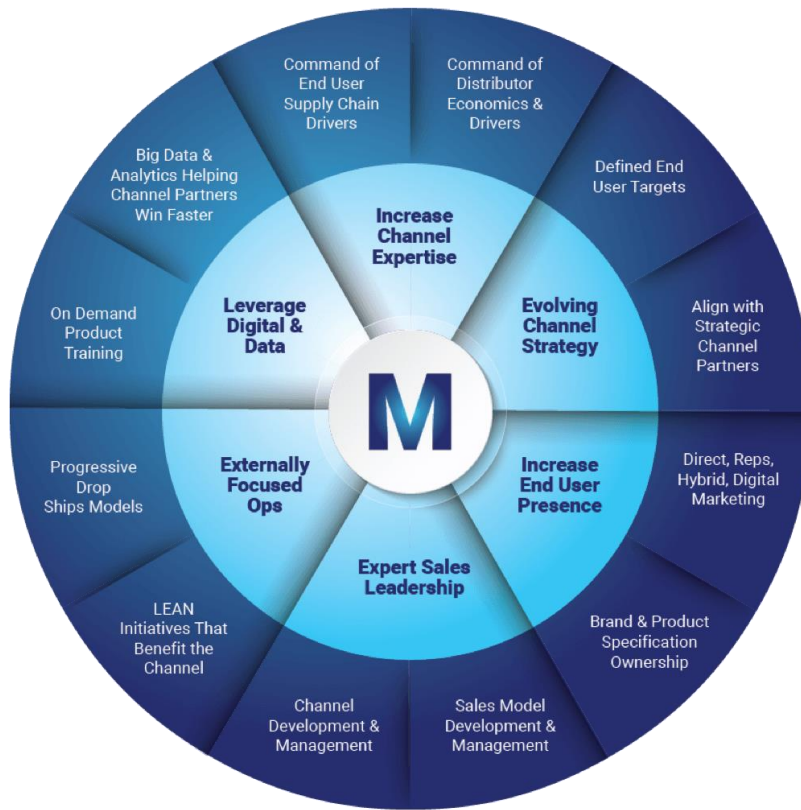 Command of
End User
Supply Chain
Drivers
Command of
Distributor
Economics &
Drivers
Defined End
User Targets
Align with
Strategic
Channel
Partners
Direct, Reps,
Hybrid, Digital
Marketing
Brand & Product
Specification
Ownership
Sales Model
Development &
Management
Channel
Development &
Management
LEAN
Initiatives That
Benefit the
Channel
Progressive
Drop
Ships Models
On Demand
Product
Training
Big Data &
Analytics Helping
Channel Partners
Win Faster
Increase
Channel
Expertise
Evolving
Channel
Strategy
Increase
End User
Presence
Expert Sales
Leadership
Externally
Focused
Ops
Leverage
Digital &
Data
M